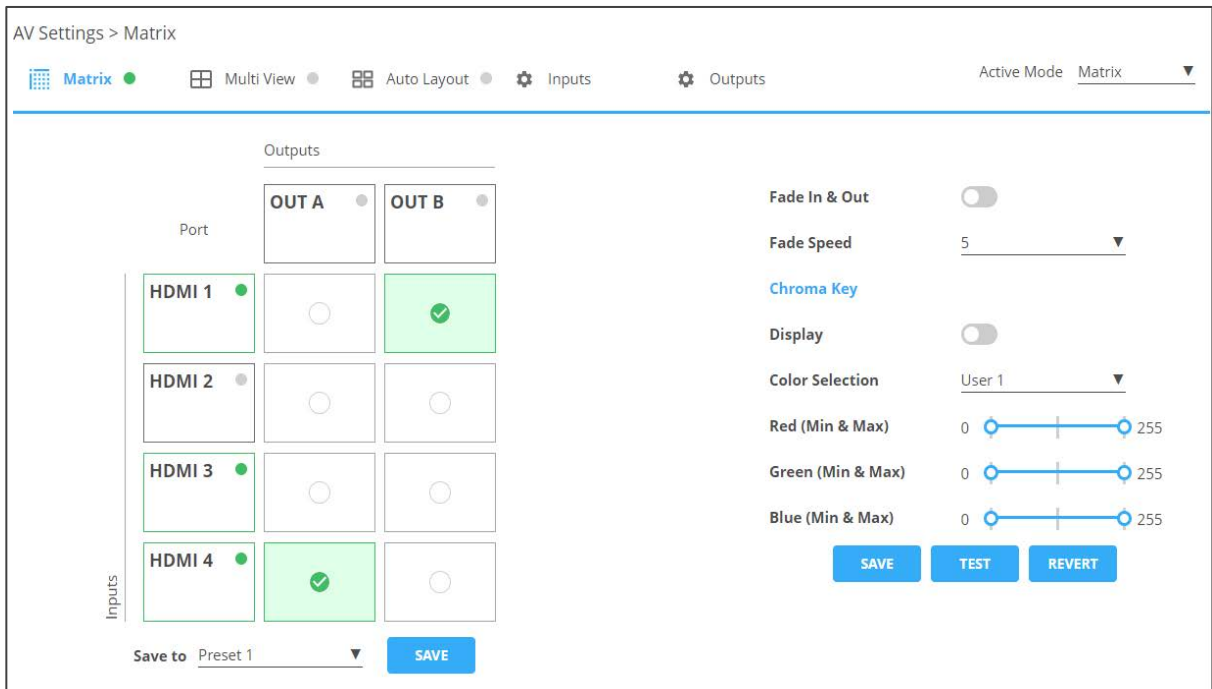 AV Settings > Matrix
Matrix Multi View Auto Layout Inputs Outputs Active Mode Matrix
Outputs
OUT A OUT B
Port
HDMI 1
HDMI 2
HDMI 3
HDMI 4
Inputs
Save to Preset 1 SAVE
Fade In & Out
Fade Speed 5
Chroma Key
Display
Color Selection User 1
Red (Min & Max) 0 255
Green (Min & Max) 0 255
Blue (Min & Max) 0 255
SAVE TEST REVERT